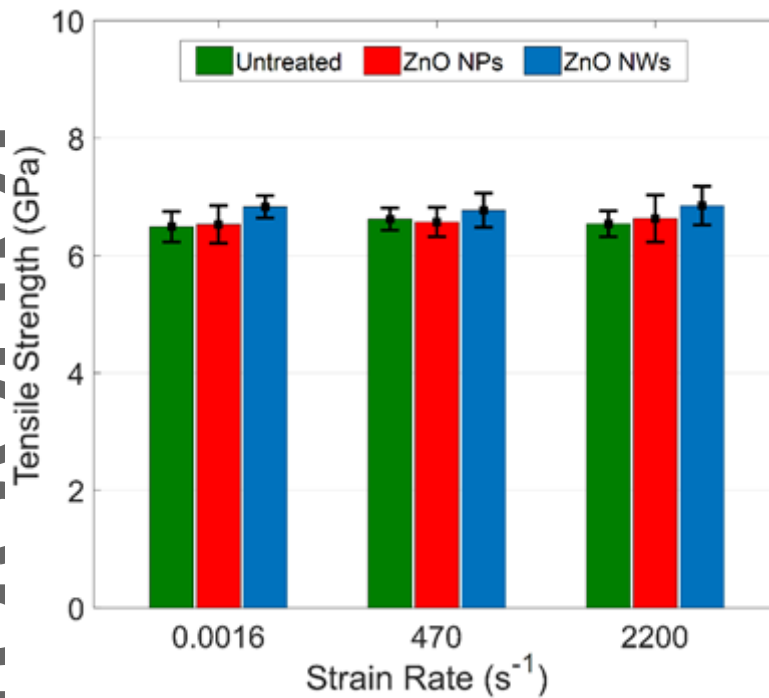 10
Untreated ZnO NPs ZnO NWs
8
6
4
2
0
Tensile Strength (GPa)
0.0016 470 2200
Strain Rate (s⁻¹)